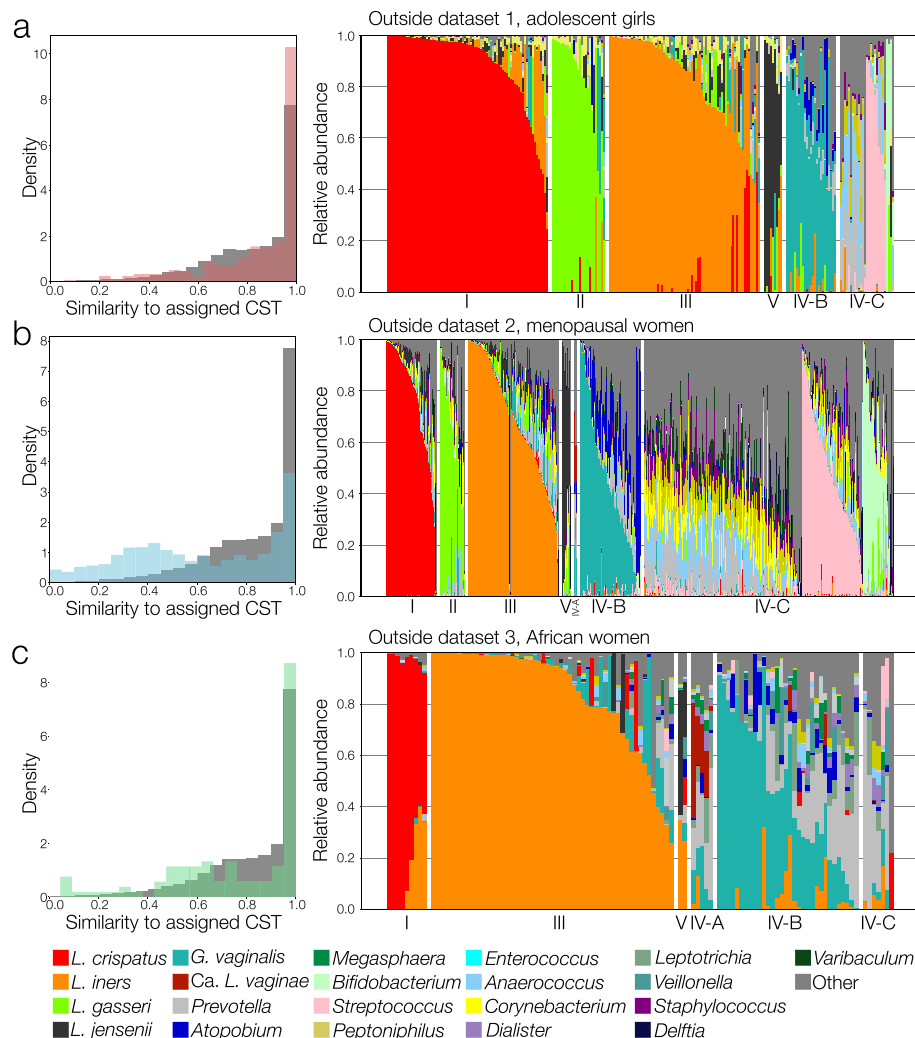 a
Outside dataset 1, adolescent girls
10
8
6
4
2
0
Density
0.0 0.2 0.4 0.6 0.8 1.0
Similarity to assigned CST
1.0
0.8
0.6
0.4
0.2
0.0
Relative abundance
I II III V IV-B IV-C
b
Outside dataset 2, menopausal women
8
7
6
5
4
3
2
1
0
Density
0.0 0.2 0.4 0.6 0.8 1.0
Similarity to assigned CST
1.0
0.8
0.6
0.4
0.2
0.0
Relative abundance
I II III V IV-A IV-B IV-C
c
Outside dataset 3, African women
8
6
4
2
0
Density
0.0 0.2 0.4 0.6 0.8 1.0
Similarity to assigned CST
1.0
0.8
0.6
0.4
0.2
0.0
Relative abundance
I III V IV-A IV-B IV-C
L. crispatus G. vaginalis Megasphaera Enterococcus Leptotrichia Varibaculum
L. iners Ca. L. vaginae Bifidobacterium Anaerococcus Veillonella Other
L. gasseri Prevotella Streptococcus Corynebacterium Staphylococcus
L. jensenii Atopobium Peptoniphilus Dialister Delftia